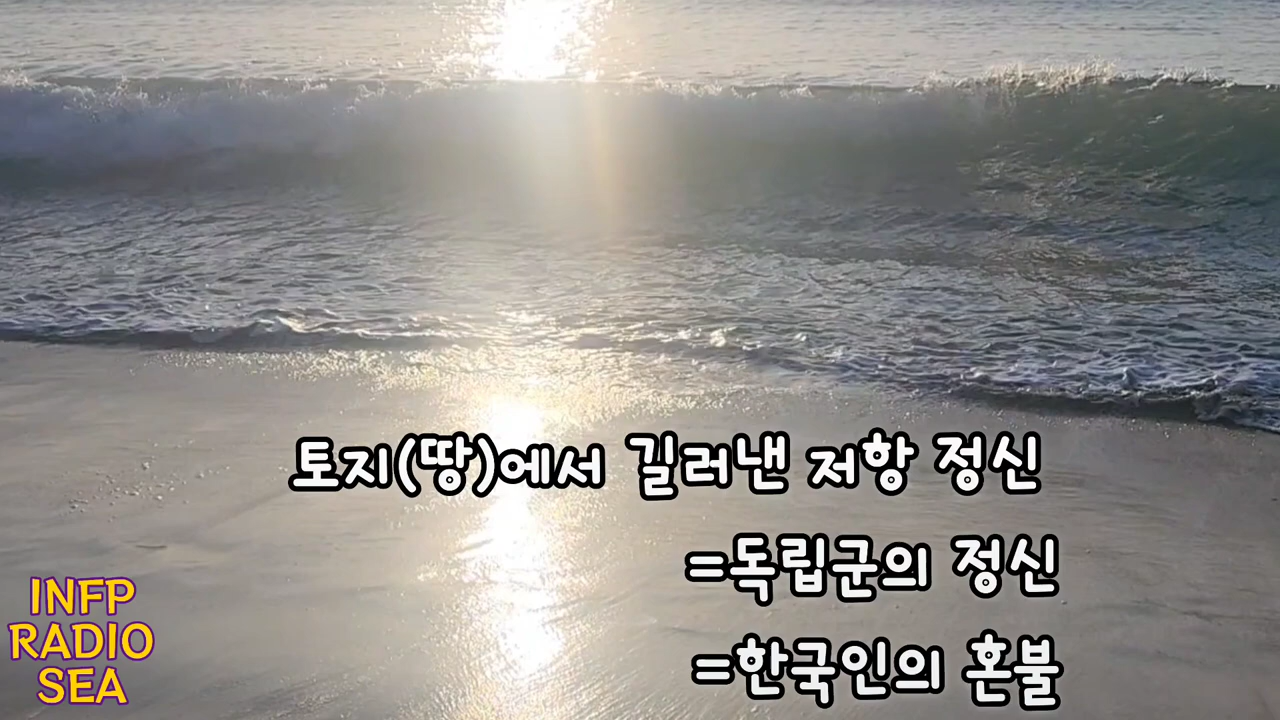 토지(땅)에서 길러낸 저항 정신
=독립군의 정신
=한국인의 혼불
INFP
RADIO
SEA